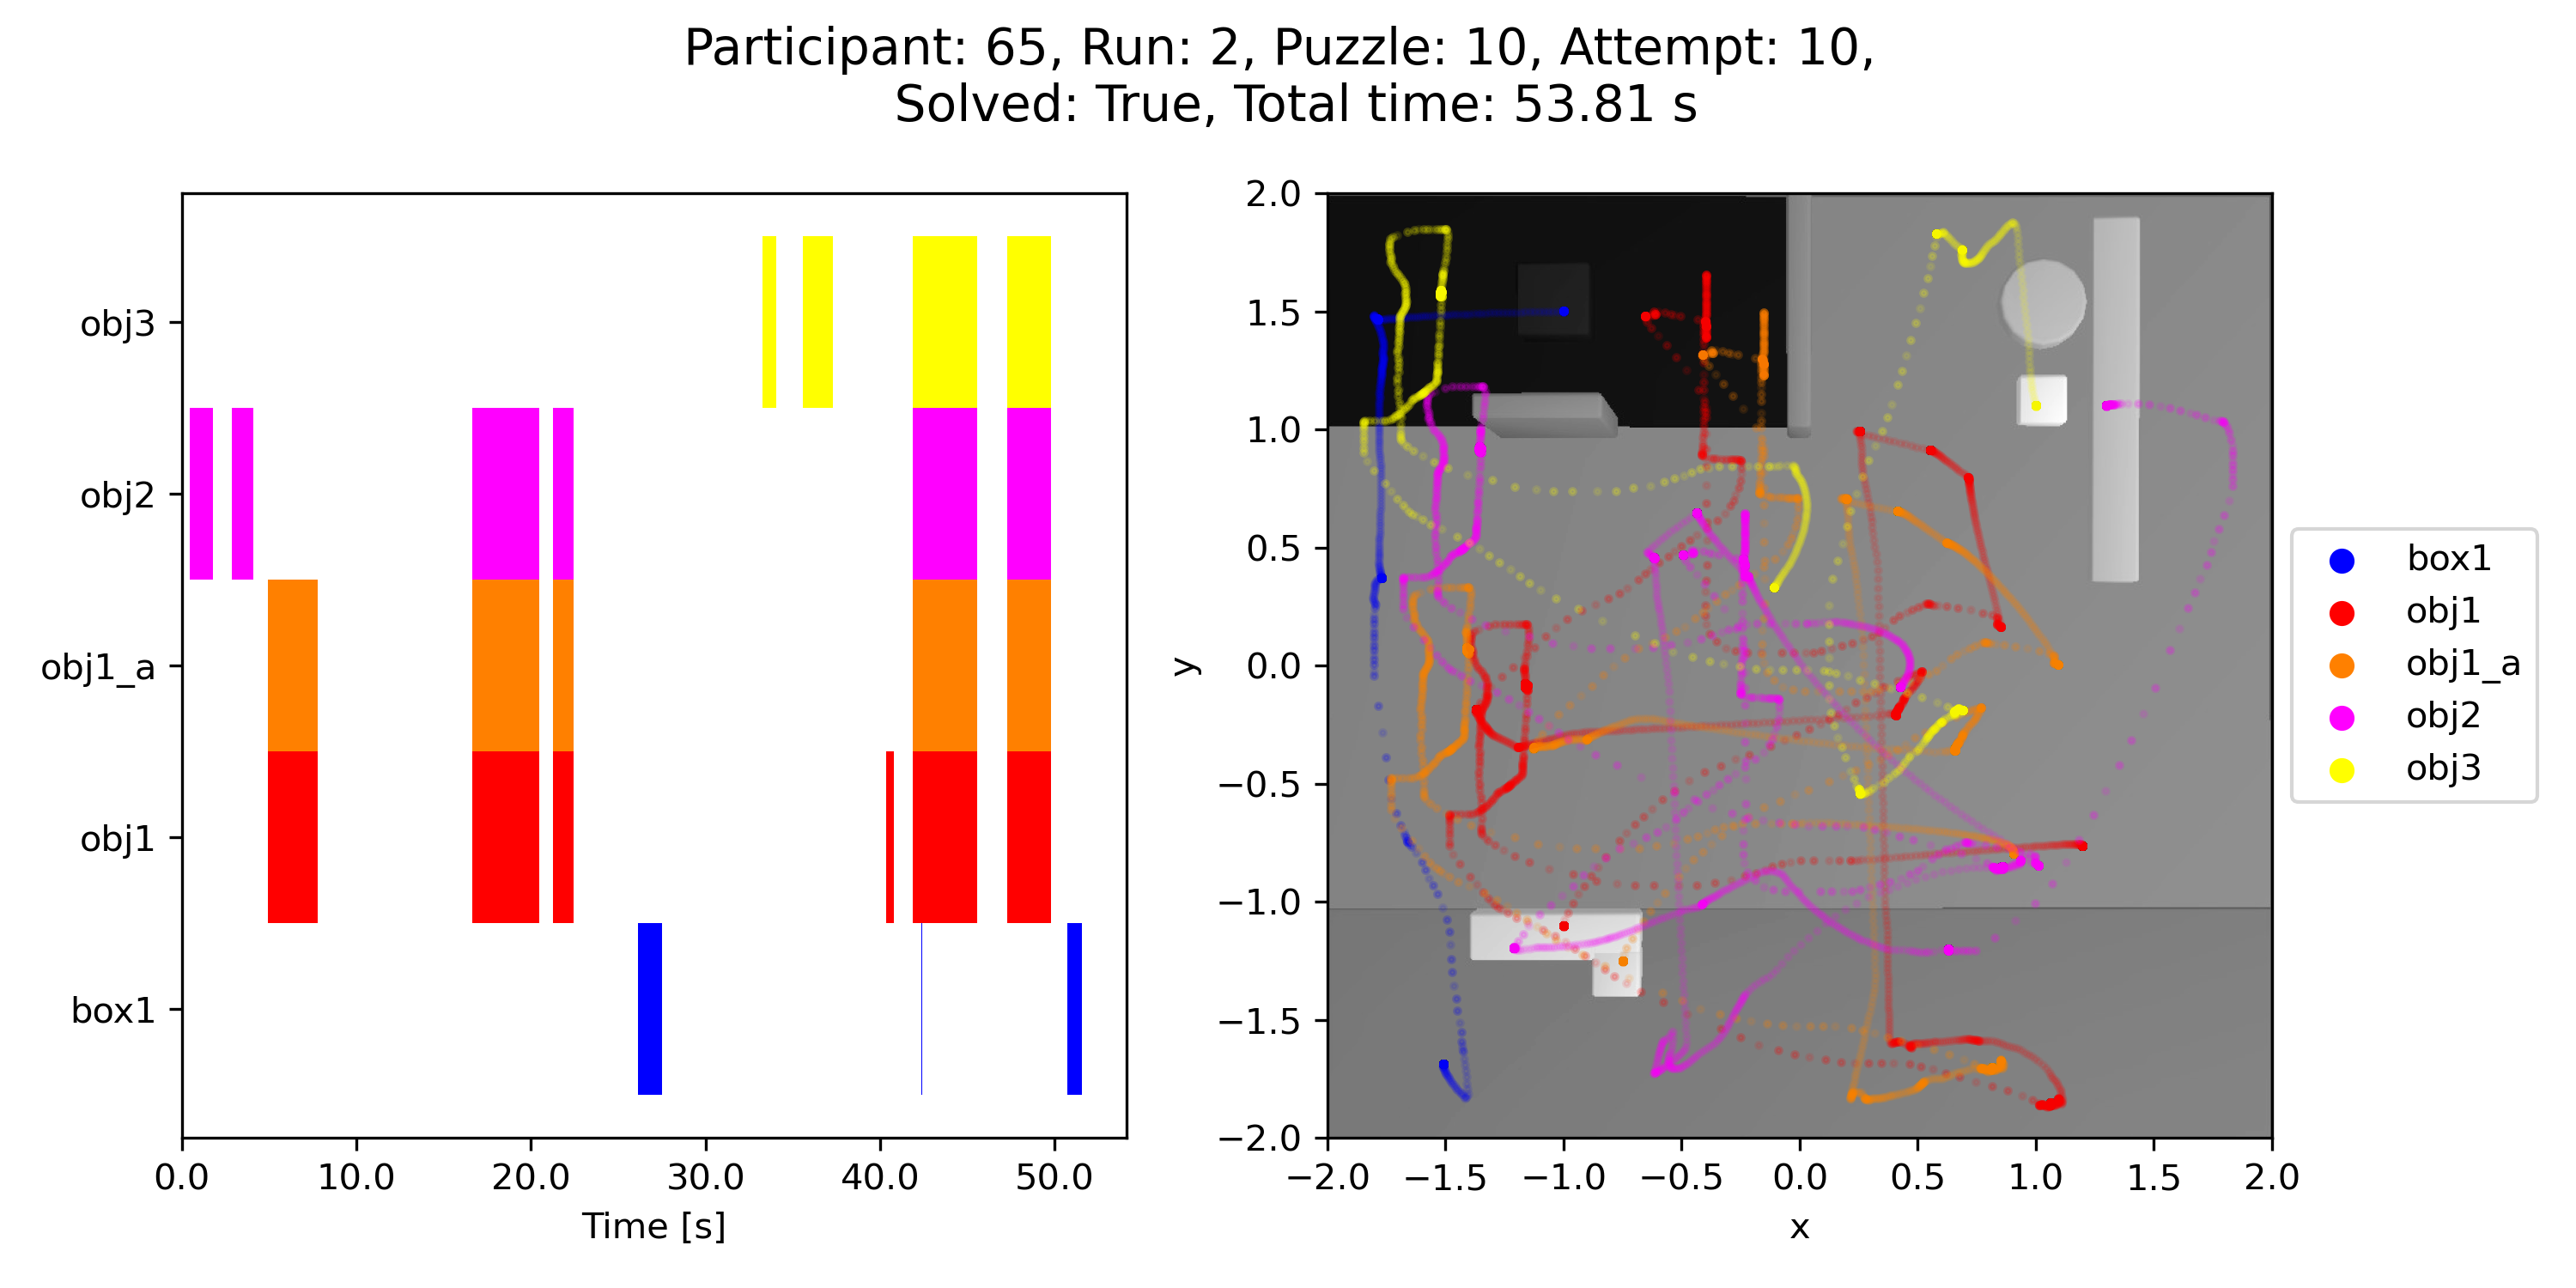 Participant: 65, Run: 2, Puzzle: 10, Attempt: 10,
Solved: True, Total time: 53.81 s
obj3
obj2
obj1_a
obj1
box1
0.0 10.0 20.0 30.0 40.0 50.0
Time [s]
2.0
1.5
1.0
0.5
0.0
−0.5
−1.0
−1.5
−2.0
y
−2.0 −1.5 −1.0 −0.5 0.0 0.5 1.0 1.5 2.0
x
box1
obj1
obj1_a
obj2
obj3